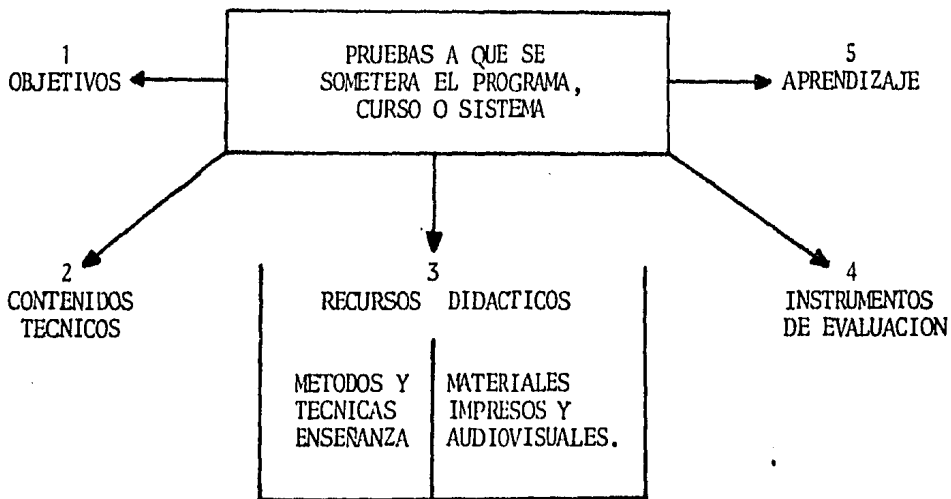 PRUEBAS A QUE SE
SOMETERA EL PROGRAMA,
CURSO O SISTEMA
1
OBJETIVOS
5
APRENDIZAJE
2
CONTENIDOS
TECNICOS
3
RECURSOS DIDACTICOS
METODOS Y
TECNICAS
ENSEÑANZA
MATERIALES
IMPRESOS Y
AUDIOVISUALES.
4
INSTRUMENTOS
DE EVALUACION